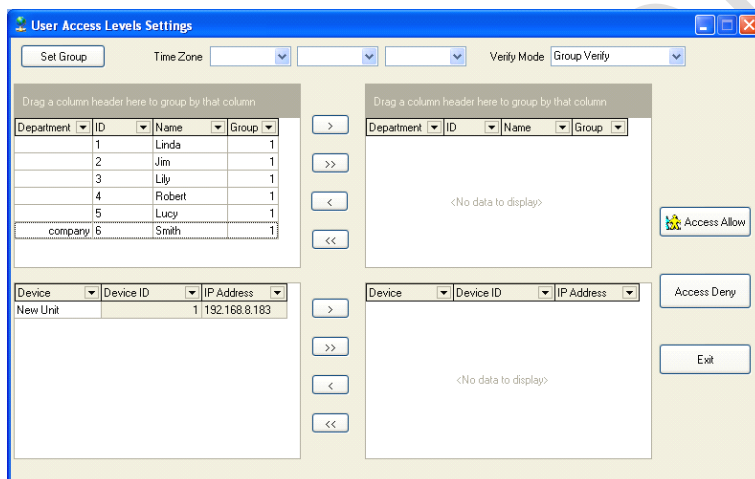 User Access Levels Settings
Set Group Time Zone Verify Mode Group Verify
Drag a column header here to group by that column
Department ID Name Group
1 Linda 1
2 Jim 1
3 Lily 1
4 Robert 1
5 Lucy 1
company 6 Smith 1
>
>>
<
<<
Drag a column header here to group by that column
Department ID Name Group
<No data to display>
Access Allow
Access Deny
Exit
Device Device ID IP Address
New Unit 1 192.168.8.183
>
>>
<
<<
Device Device ID IP Address
<No data to display>